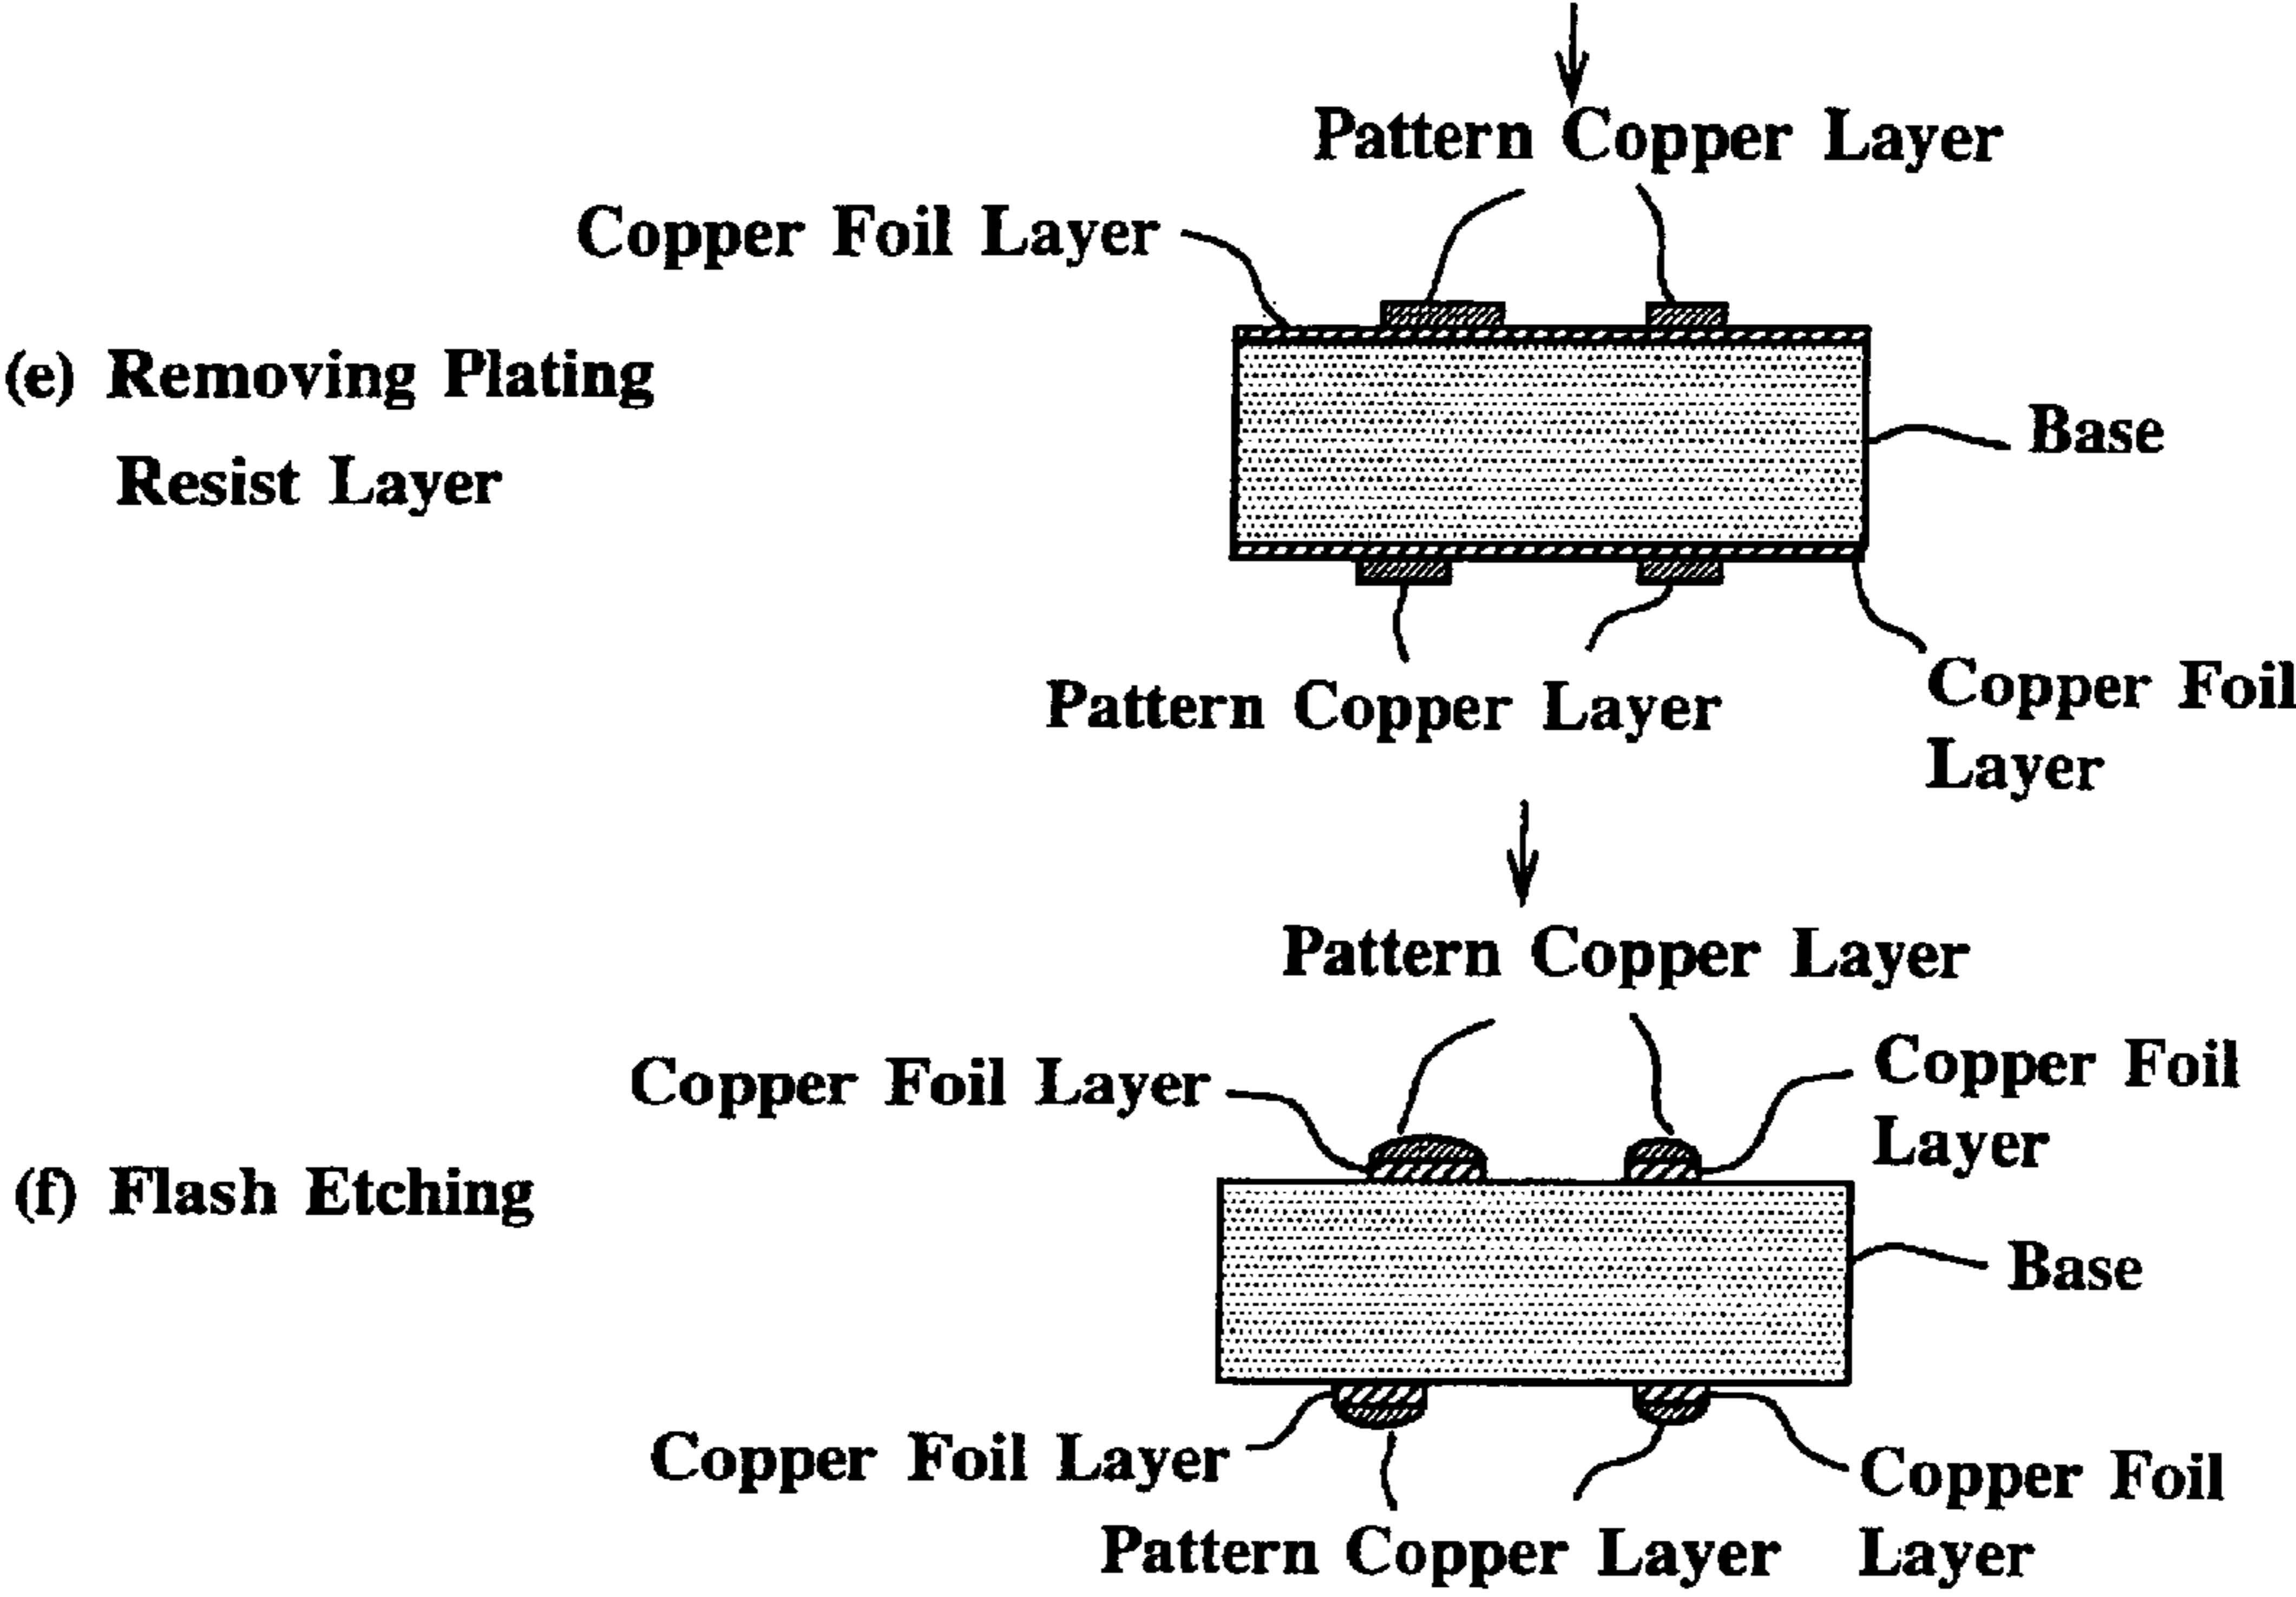 Pattern Copper Layer
Copper Foil Layer
(e) Removing Plating
Resist Layer
Base
Copper Foil
Layer
Pattern Copper Layer
Pattern Copper Layer
Copper Foil Layer
Copper Foil
Layer
(f) Flash Etching
Base
Copper Foil Layer
Copper Foil
Layer
Pattern Copper Layer